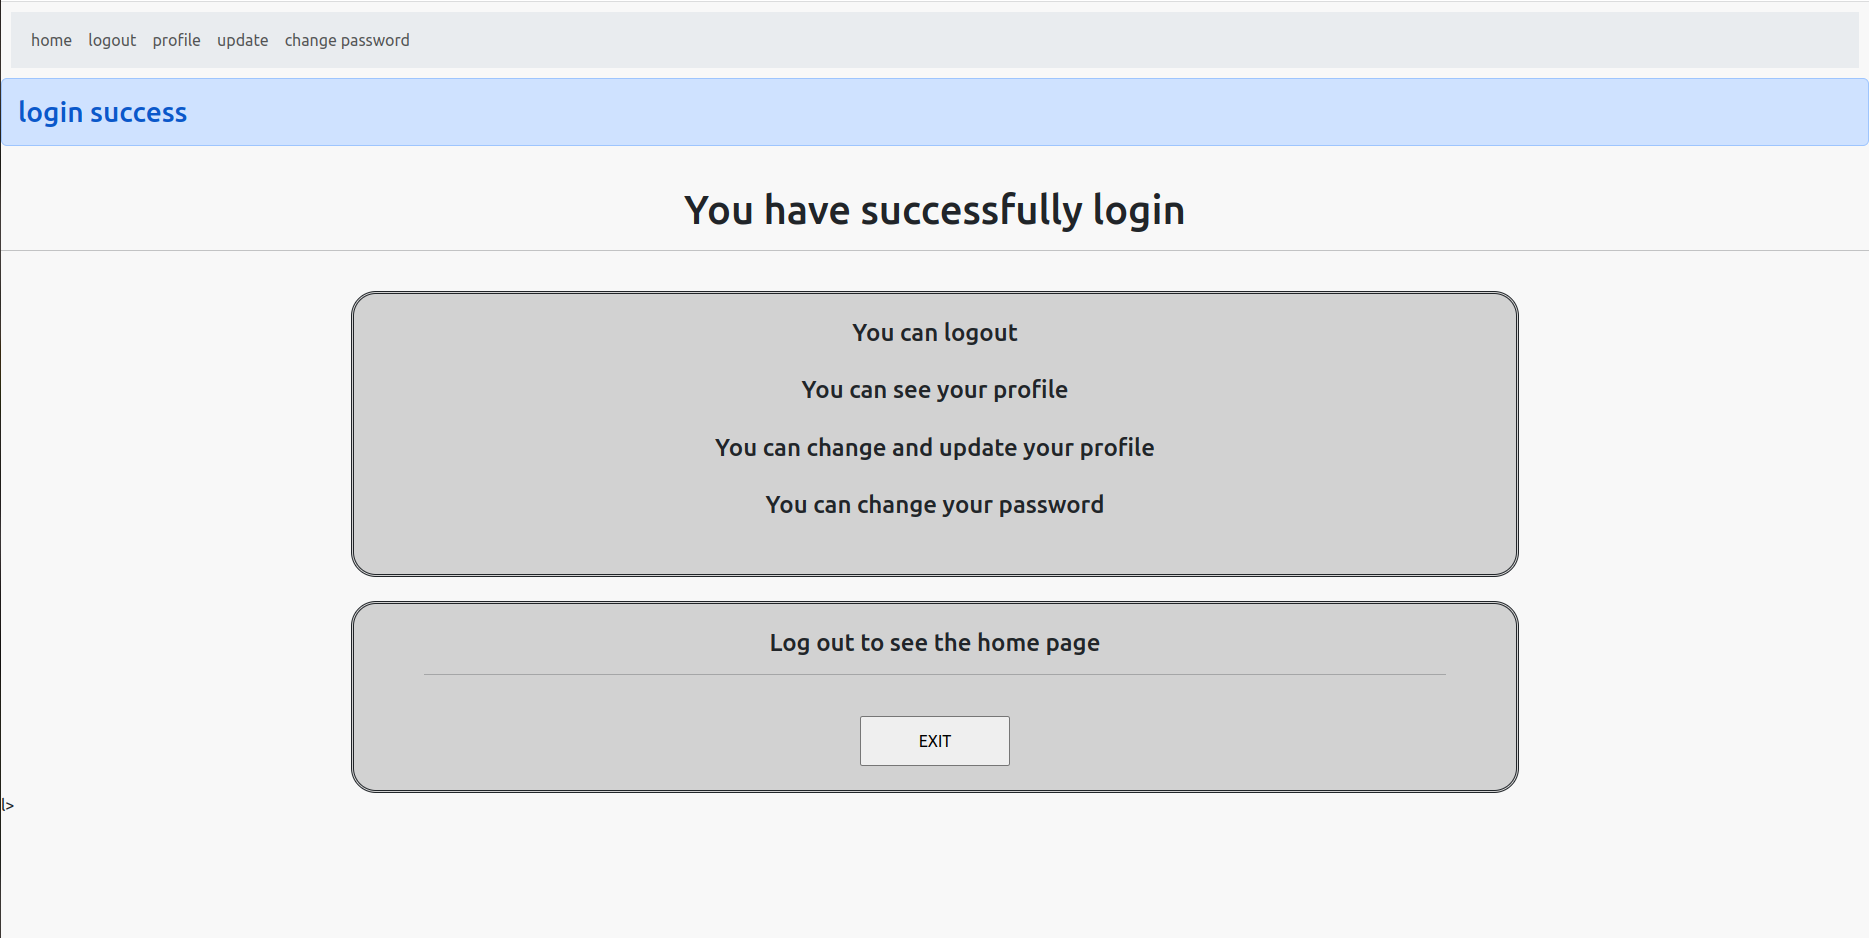 home logout profile update change password
login success
You have successfully login
You can logout
You can see your profile
You can change and update your profile
You can change your password
Log out to see the home page
EXIT
l>